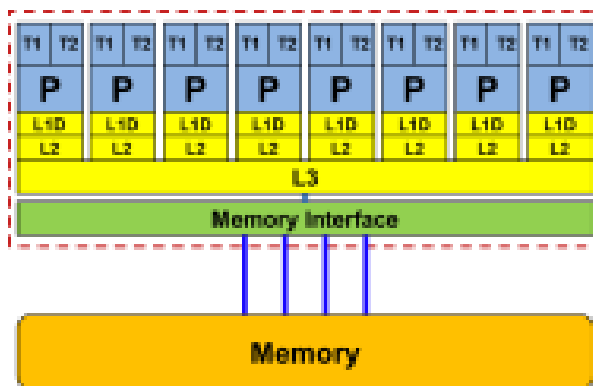 T1 T2 T1 T2 T1 T2 T1 T2 T1 T2 T1 T2 T1 T2 T1 T2
P P P P P P P P
L1D L1D L1D L1D L1D L1D L1D L1D
L2 L2 L2 L2 L2 L2 L2 L2
L3
Memory Interface
Memory